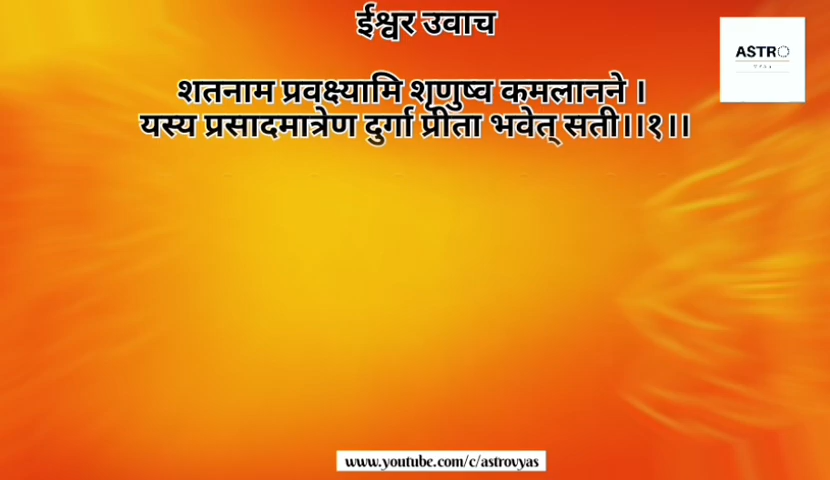 ईश्वर उवाच
ASTRO
शतनाम प्रवक्ष्यामि शृणुष्व कमलानने ।
यस्य प्रसादमात्रेण दुर्गा प्रीता भवेत् सती।।१।।
www.youtube.com/c/astrovyas